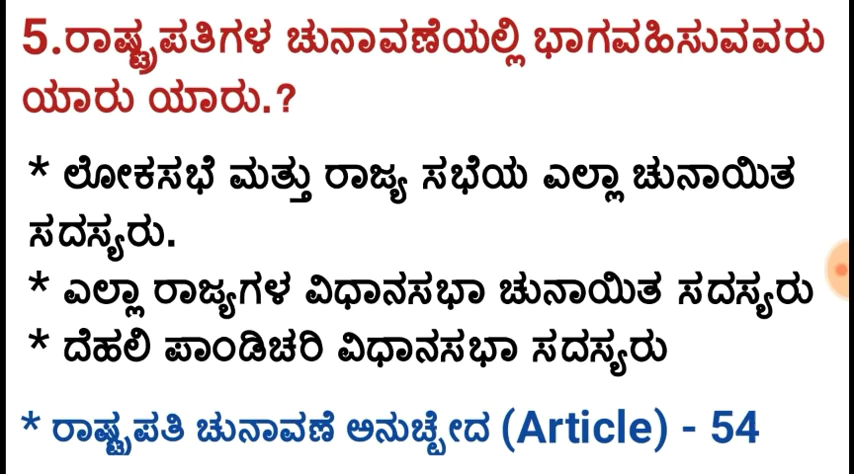 5.ರಾಷ್ಟ್ರಪತಿಗಳ ಚುನಾವಣೆಯಲ್ಲಿ ಭಾಗವಹಿಸುವವರು
ಯಾರು ಯಾರು.?
* ಲೋಕಸಭೆ ಮತ್ತು ರಾಜ್ಯ ಸಭೆಯ ಎಲ್ಲಾ ಚುನಾಯಿತ
ಸದಸ್ಯರು.
* ಎಲ್ಲಾ ರಾಜ್ಯಗಳ ವಿಧಾನಸಭಾ ಚುನಾಯಿತ ಸದಸ್ಯರು
* ದೆಹಲಿ ಪಾಂಡಿಚರಿ ವಿಧಾನಸಭಾ ಸದಸ್ಯರು
* ರಾಷ್ಟ್ರಪತಿ ಚುನಾವಣೆ ಅನುಚ್ಛೇದ (Article) - 54